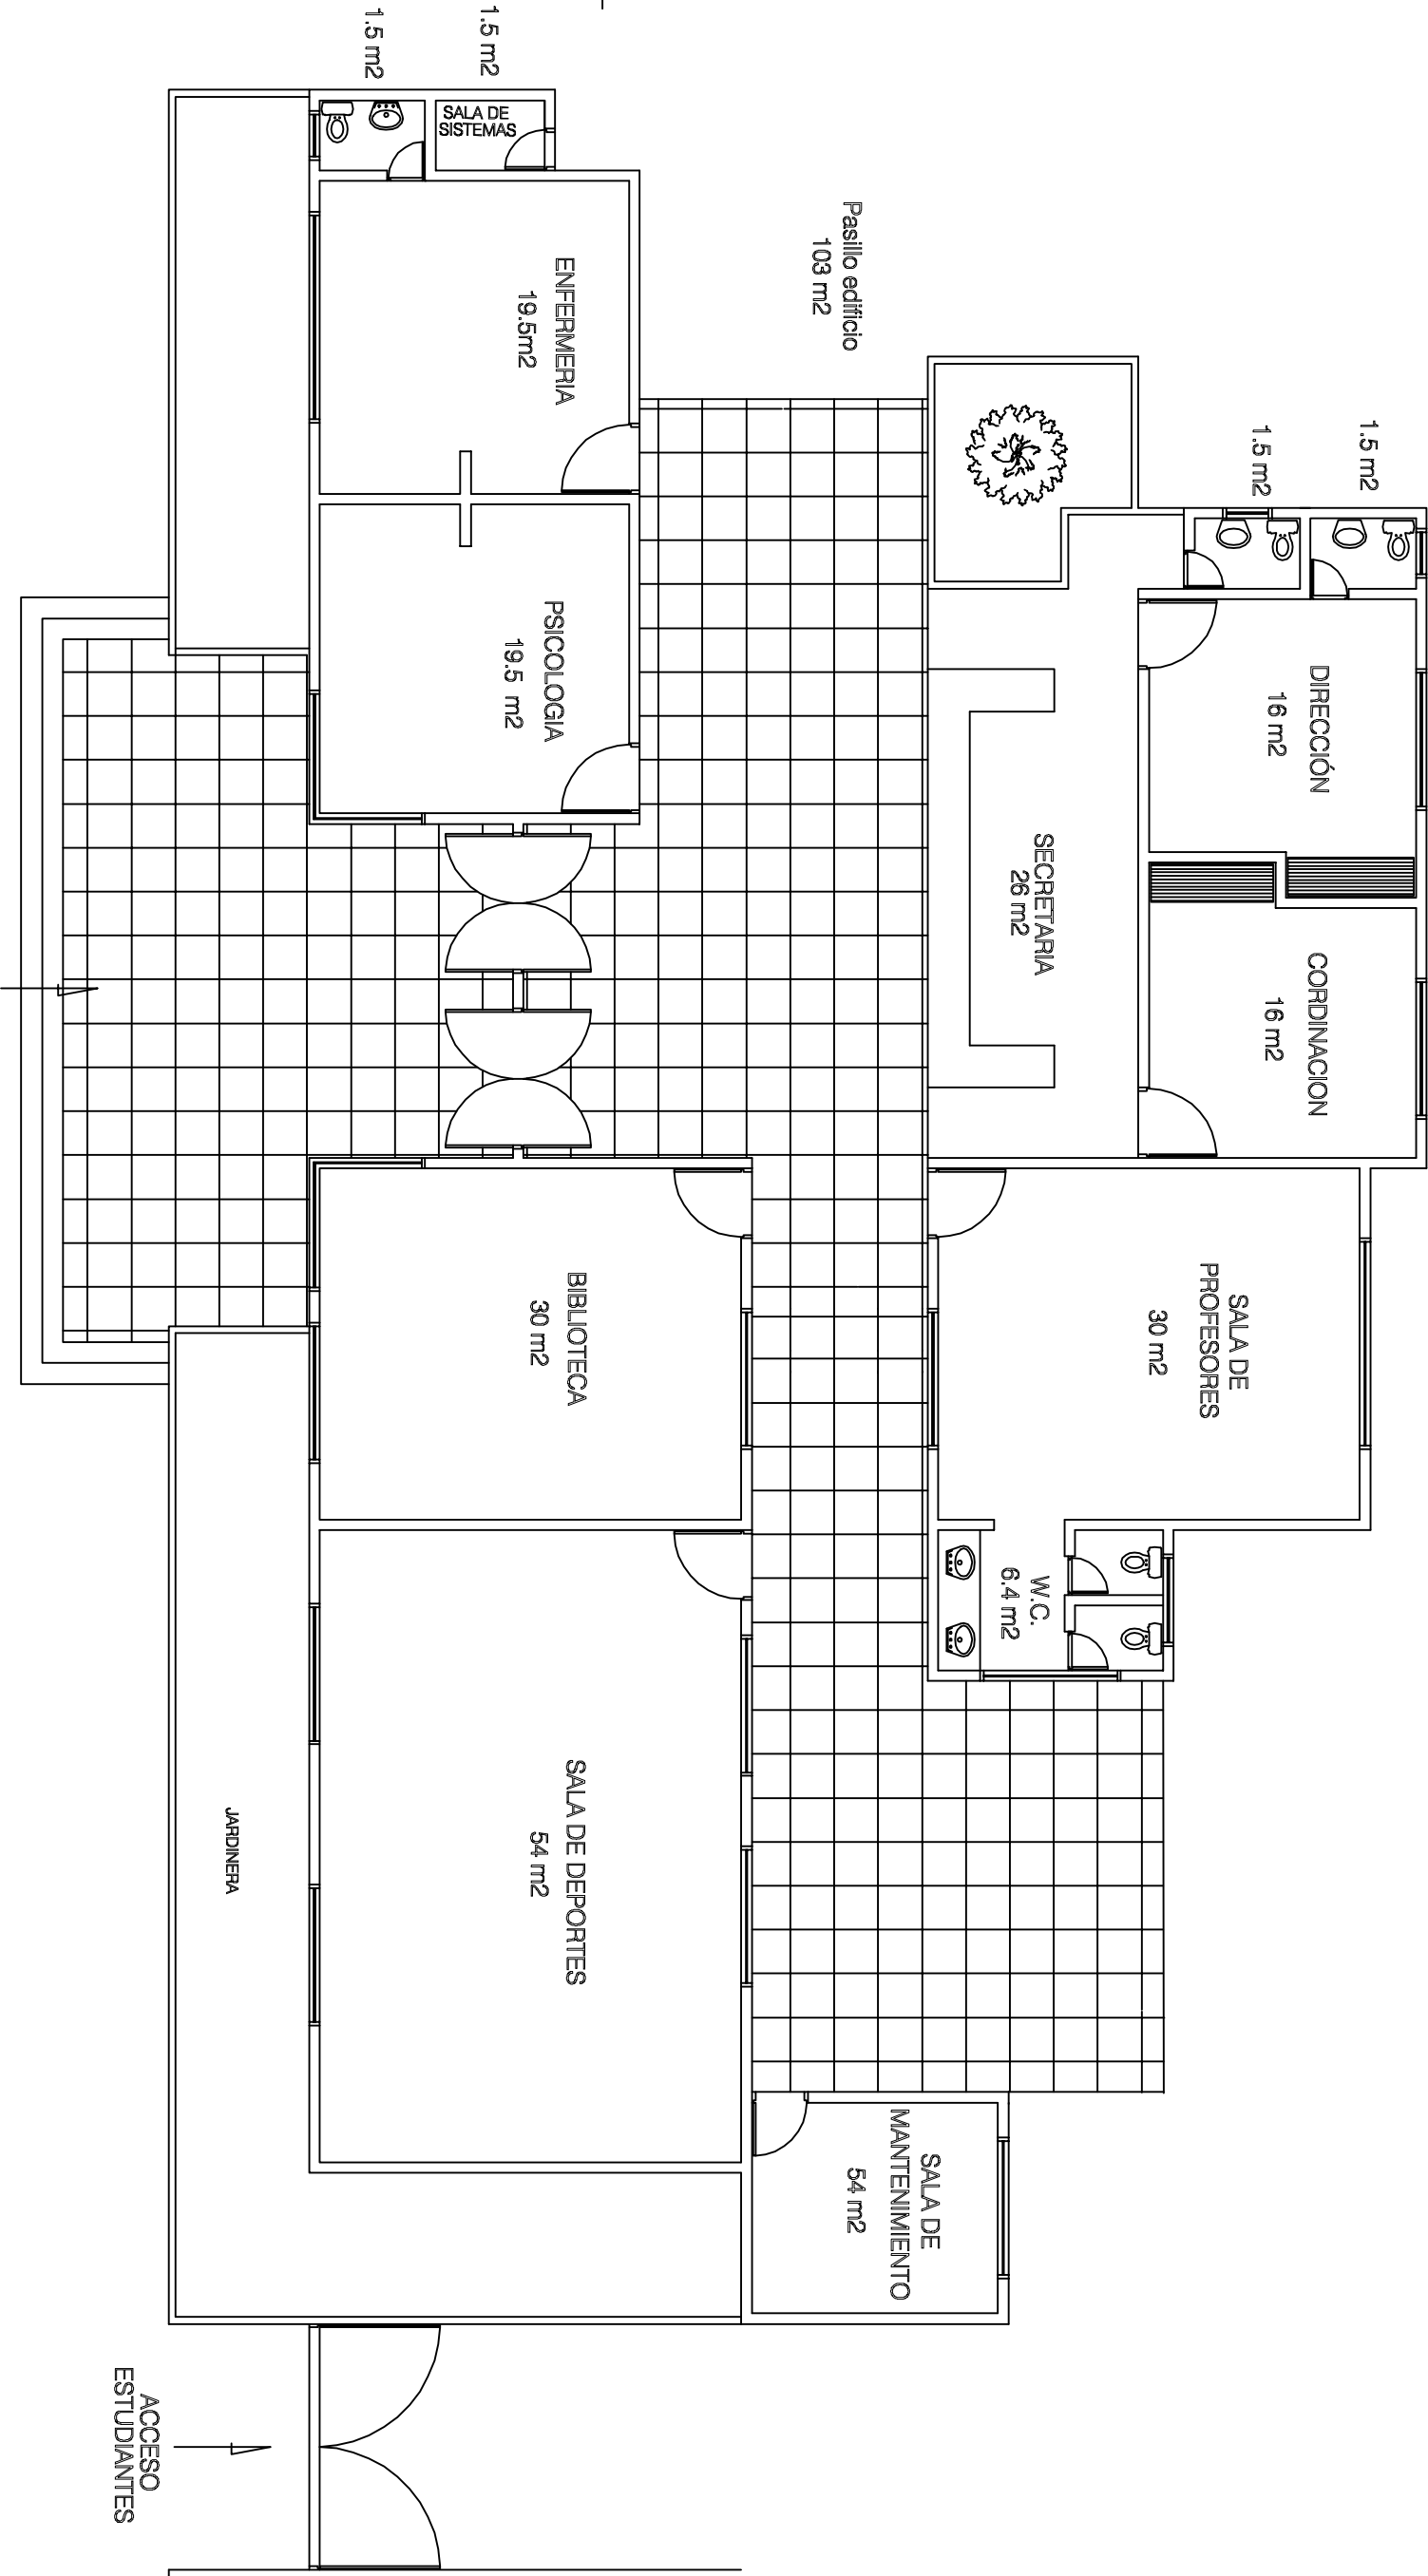 1.5 m2
1.5 m2
SALA DE
SISTEMAS
ENFERMERIA
19.5m2
Pasillo edificio
103 m2
1.5 m2
1.5 m2
PSICOLOGIA
19.5 m2
DIRECCIÓN
16 m2
SECRETARIA
26 m2
CORDINACION
16 m2
BIBLIOTECA
30 m2
SALA DE
PROFESORES
30 m2
W.C.
6.4 m2
SALA DE DEPORTES
54 m2
JARDINERA
SALA DE
MANTENIMIENTO
54 m2
ACCESO
ESTUDIANTES